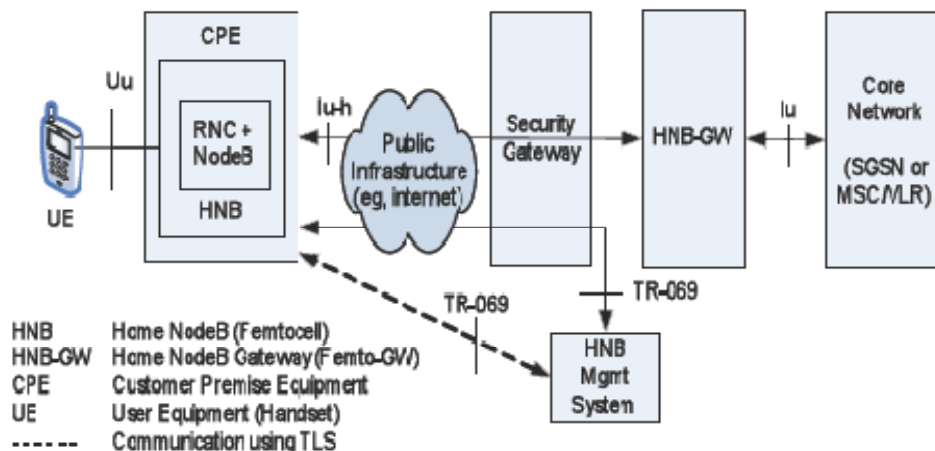 CPE
Uu
RNC +
NodeB
HNB
UE
Iu-h
Public
Infrastructure
(eg, internet)
Security
Gateway
HNB-GW
Iu
Core
Network
(SGSN or
MSC/VLR)
TR-069
TR-069
HNB
Mgmt
System
HNB Home NodeB (Femtocell)
HNB-GW Home NodeB Gateway (Femto-GW)
CPE Customer Premise Equipment
UE User Equipment (Handset)
Communication using TLS